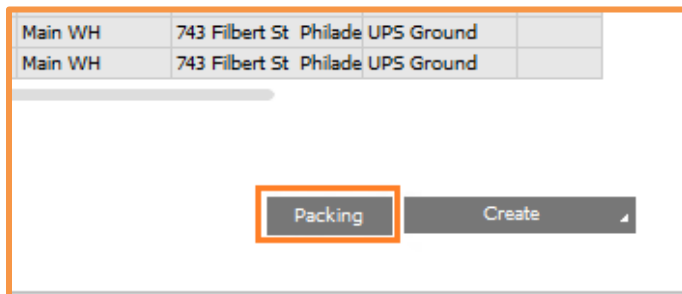 Main WH 743 Filbert St Philade UPS Ground
Main WH 743 Filbert St Philade UPS Ground
Packing Create